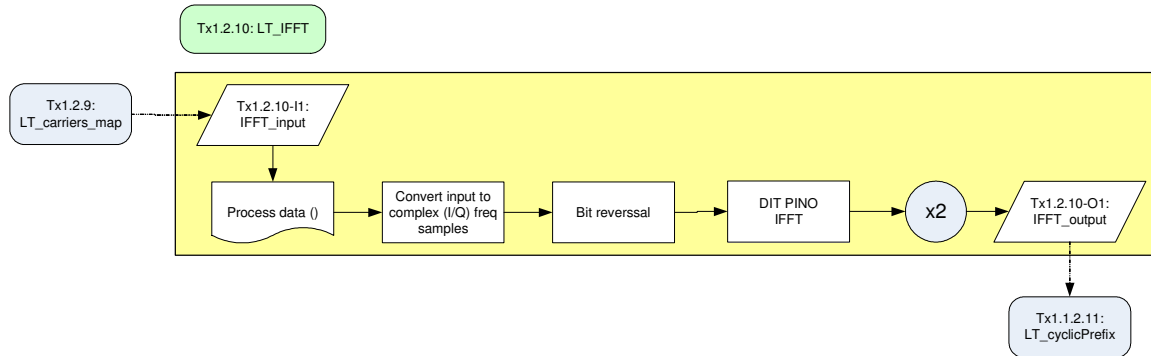 Tx1.2.10: LT_IFFT
Tx1.2.9:
LT_carriers_map
Tx1.2.10-I1:
IFFT_input
Process data ()
Convert input to
complex (I/Q) freq
samples
Bit reverssal
DIT PINO
IFFT
x2
Tx1.2.10-O1:
IFFT_output
Tx1.1.2.11:
LT_cyclicPrefix